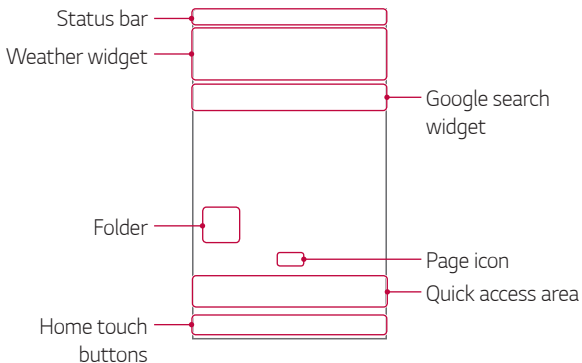 Status bar
Weather widget
Google search
widget
Folder
Page icon
Quick access area
Home touch
buttons